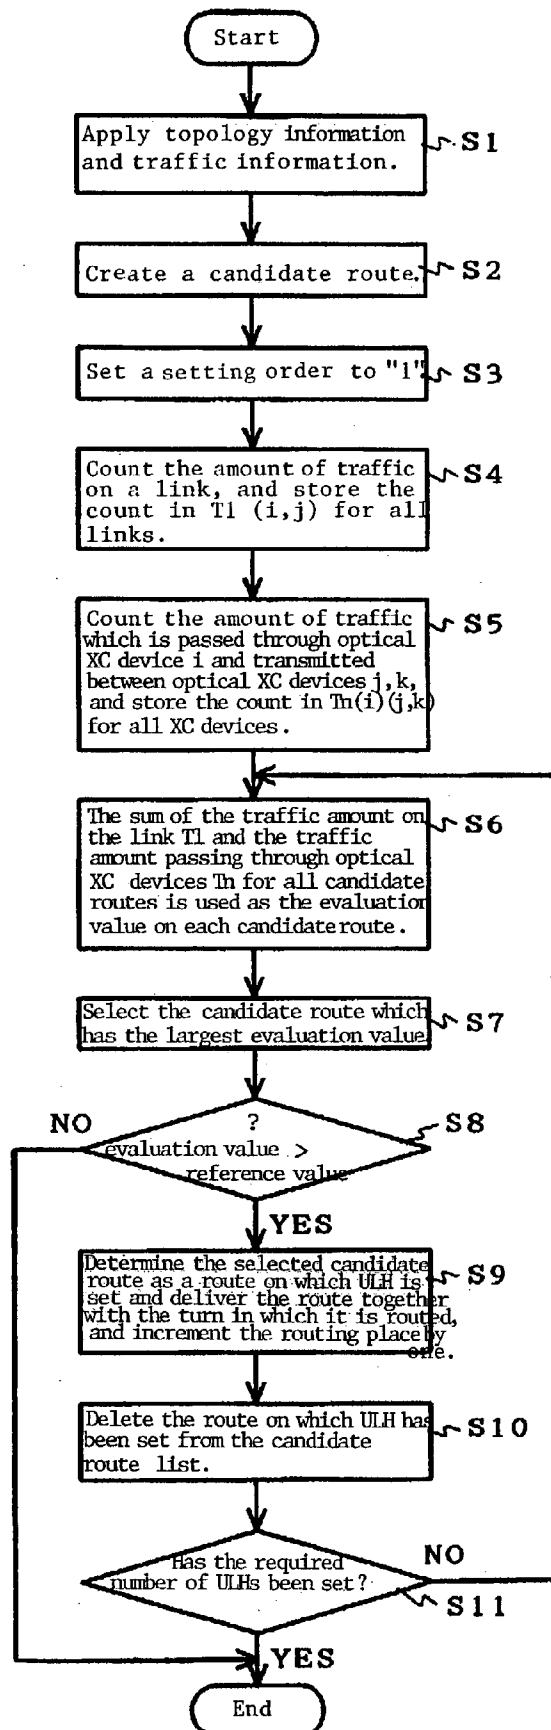 Start
Apply topology information
and traffic information.
S1
Create a candidate route.
S2
Set a setting order to "1".
S3
Count the amount of traffic
on a link, and store the
count in Tl (i,j) for all
links.
S4
Count the amount of traffic
which is passed through optical
XC device i and transmitted
between optical XC devices j,k,
and store the count in Tn(i)(j,k)
for all XC devices.
S5
The sum of the traffic amount on
the link Tl and the traffic
amount passing through optical
XC devices Tn for all candidate
routes is used as the evaluation
value on each candidate route.
S6
Select the candidate route which
has the largest evaluation value.
S7
?
evaluation value >
reference value
S8
NO
YES
Determine the selected candidate
route as a route on which ULH is
set and deliver the route together
with the turn in which it is routed,
and increment the routing place by
one.
S9
Delete the route on which ULH has
been set from the candidate
route list.
S10
Has the required
number of ULHs been set?
NO
S11
YES
End